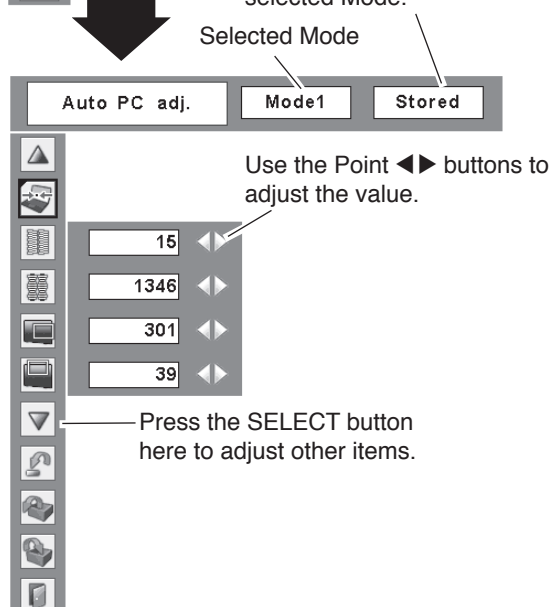 selected Mode.
Selected Mode
Auto PC adj. Mode1 Stored
Use the Point ◀▶ buttons to
adjust the value.
15
1346
301
39
Press the SELECT button
here to adjust other items.